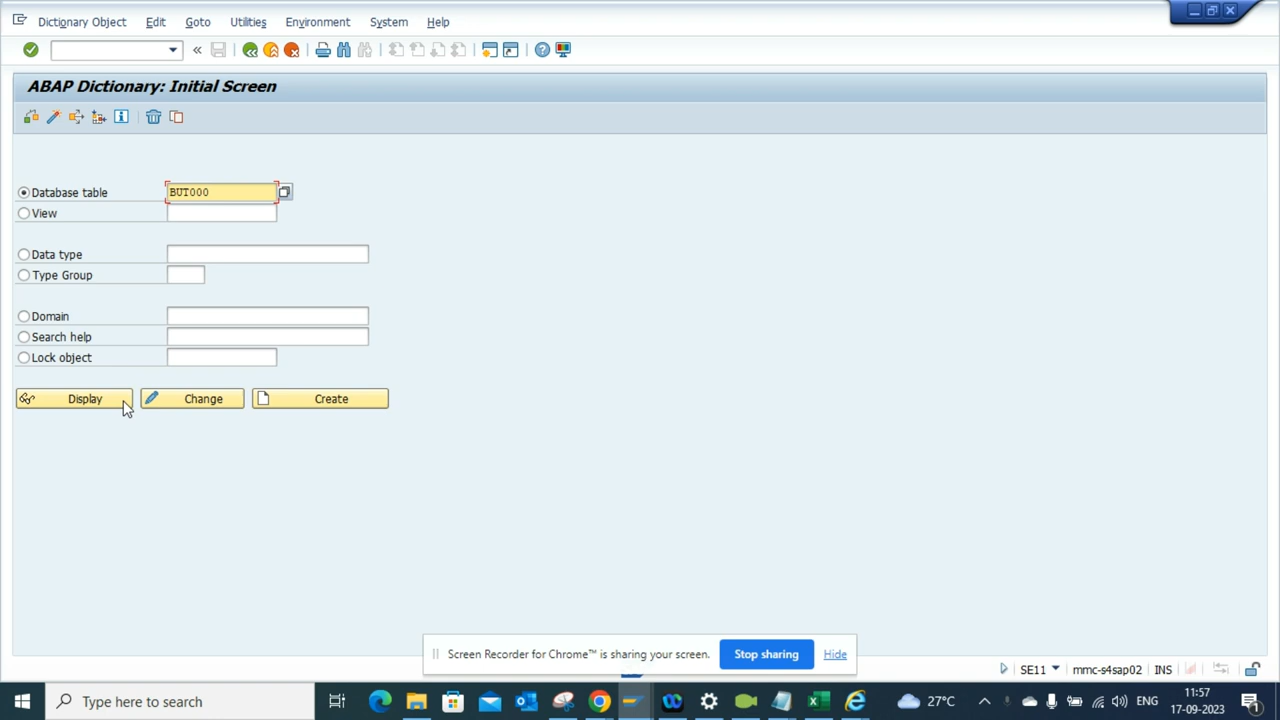 Dictionary Object Edit Goto Utilities Environment System Help
ABAP Dictionary: Initial Screen
Database table BUT000
View
Data type
Type Group
Domain
Search help
Lock object
Display Change Create
Screen Recorder for Chrome™ is sharing your screen. Stop sharing Hide
SE11 mmc-s4sap02 INS
Type here to search 27°C ENG 11:57
17-09-2023 1